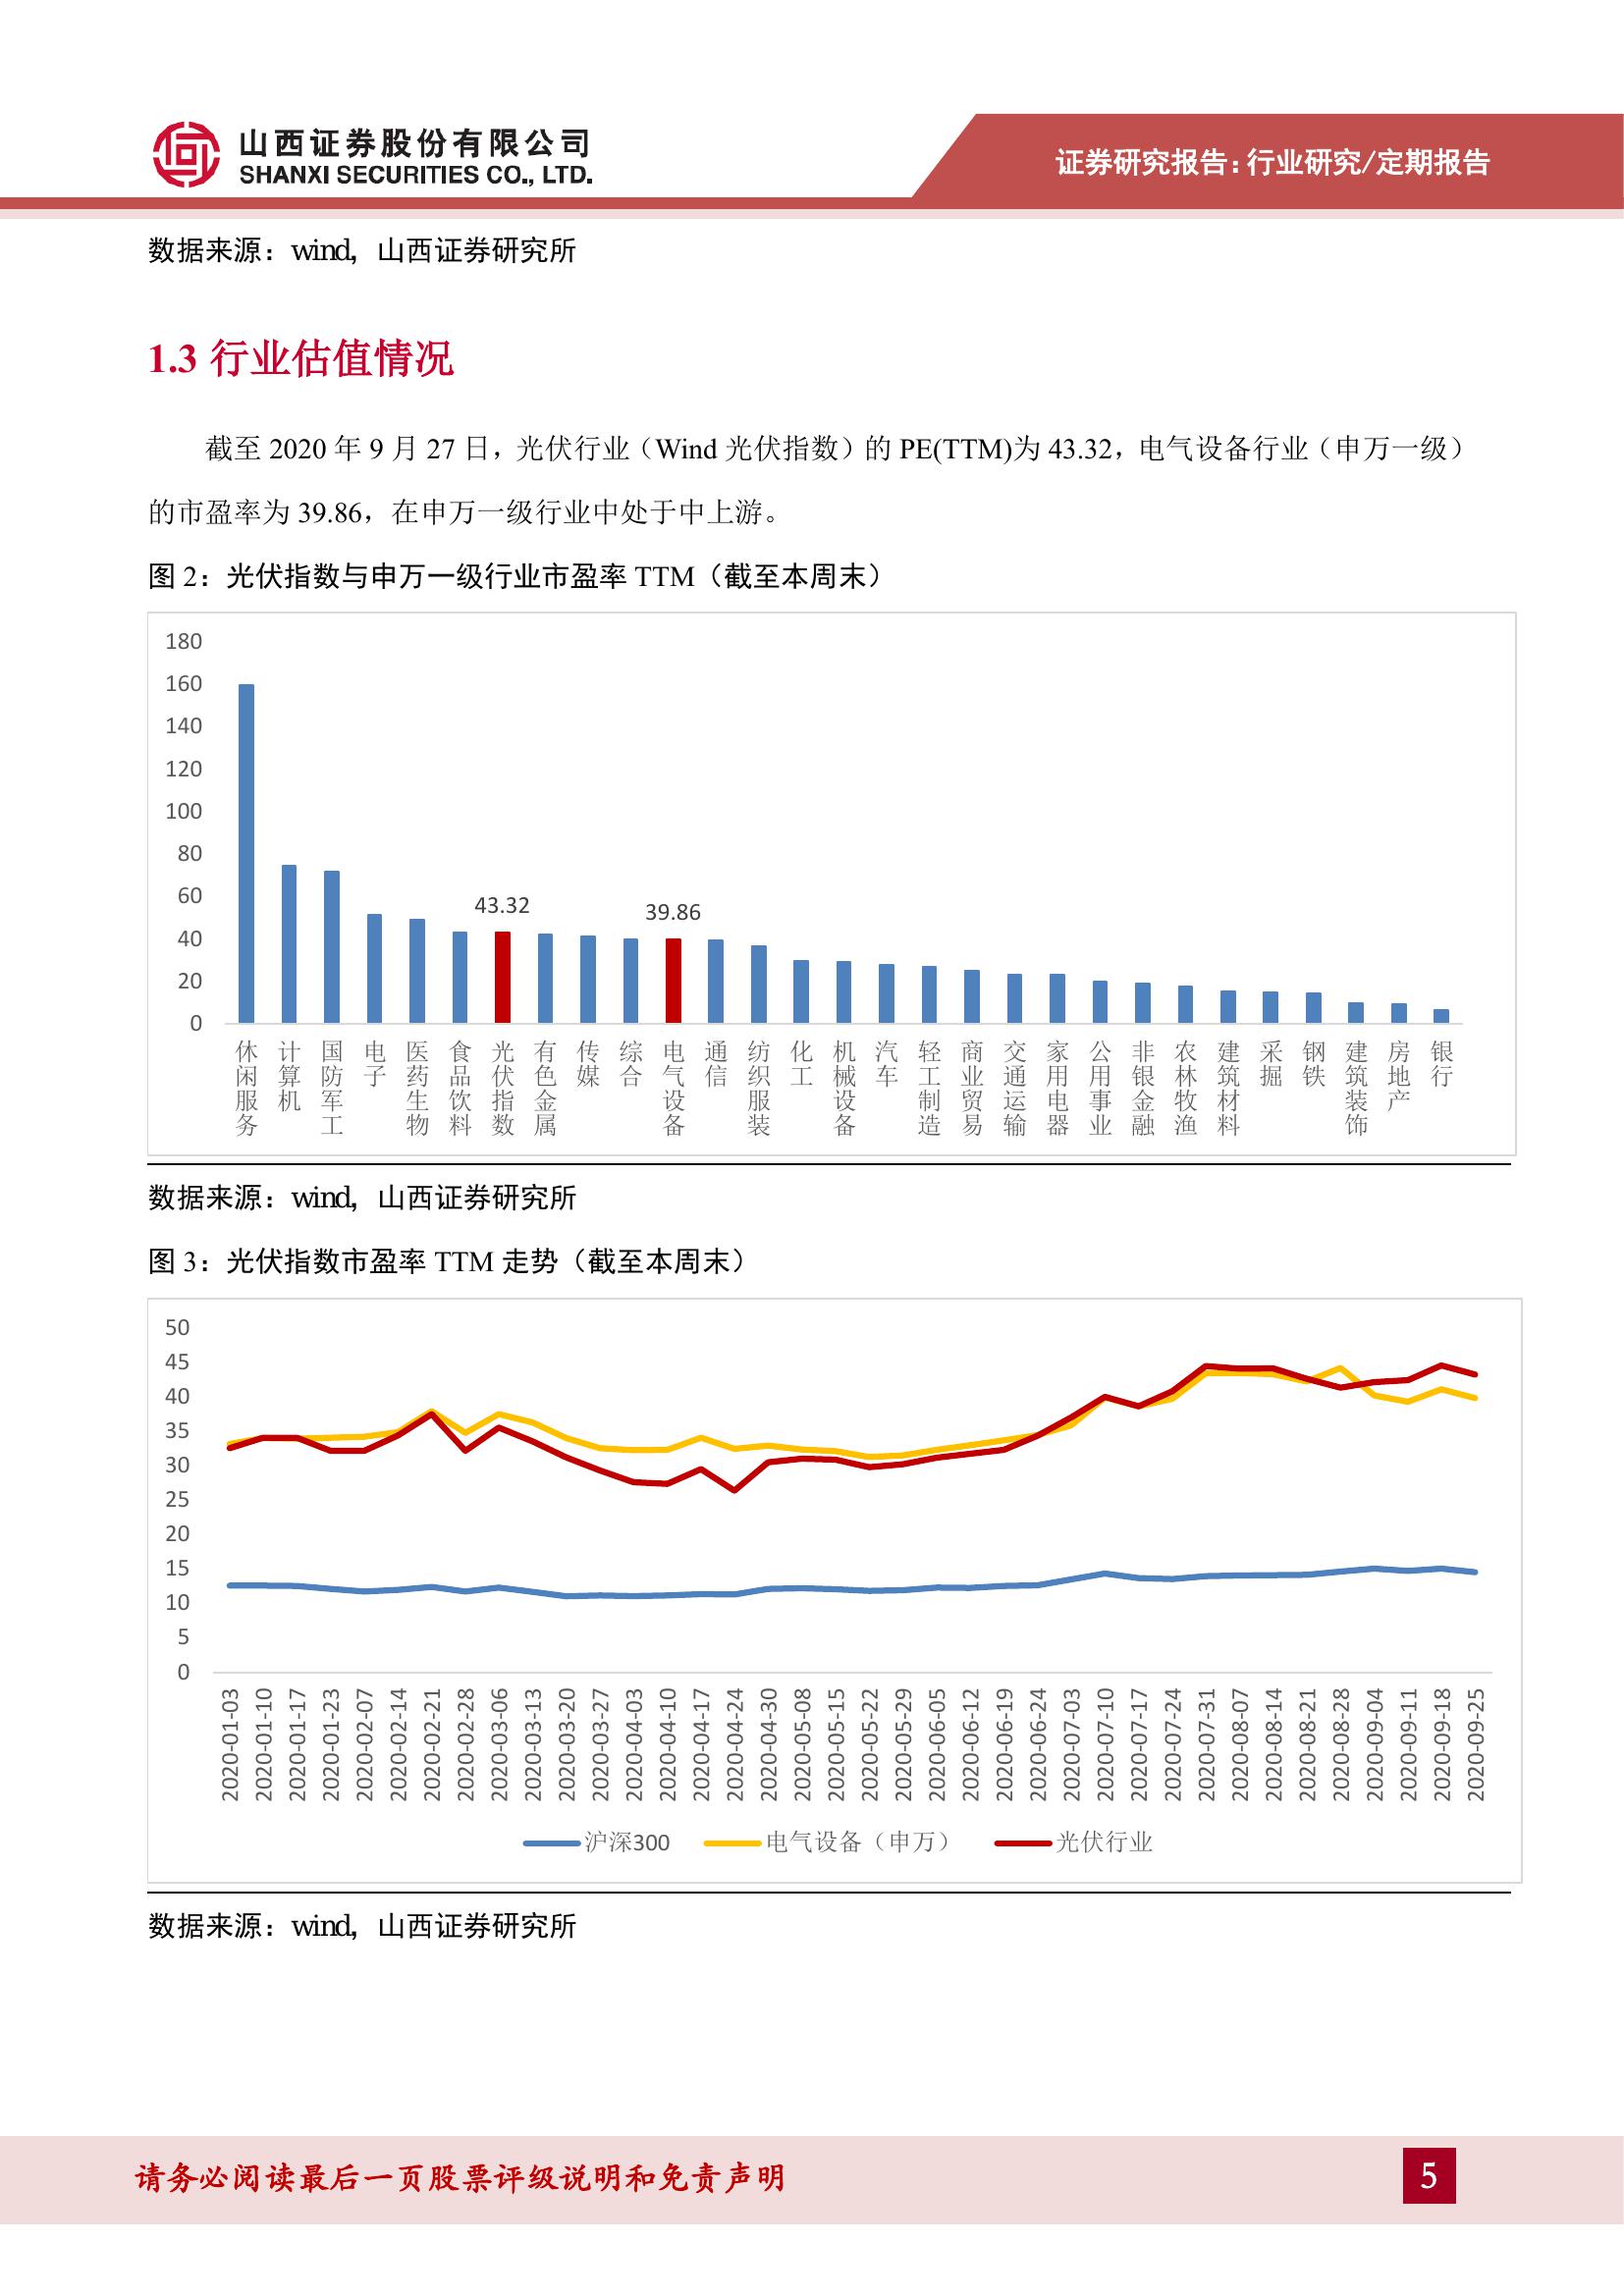 山西证券股份有限公司
SHANXI SECURITIES CO., LTD.
证券研究报告：行业研究/定期报告
数据来源：wind，山西证券研究所
1.3 行业估值情况
截至 2020 年 9 月 27 日，光伏行业（Wind 光伏指数）的 PE(TTM)为 43.32，电气设备行业（申万一级）
的市盈率为 39.86，在申万一级行业中处于中上游。
图 2：光伏指数与申万一级行业市盈率 TTM（截至本周末）
180
160
140
120
100
80
60
40
20
0
43.32
39.86
休闲服务
计算机
国防军工
电子
医药生物
食品饮料
光伏指数
有色金属
传媒
综合
电气设备
通信
纺织服装
化工
机械设备
汽车
轻工制造
商业贸易
交通运输
家用电器
公用事业
非银金融
农林牧渔
建筑材料
采掘
钢铁
建筑装饰
房地产
银行
数据来源：wind，山西证券研究所
图 3：光伏指数市盈率 TTM 走势（截至本周末）
50
45
40
35
30
25
20
15
10
5
0
2020-01-03
2020-01-10
2020-01-17
2020-01-23
2020-02-07
2020-02-14
2020-02-21
2020-02-28
2020-03-06
2020-03-13
2020-03-20
2020-03-27
2020-04-03
2020-04-10
2020-04-17
2020-04-24
2020-04-30
2020-05-08
2020-05-15
2020-05-22
2020-05-29
2020-06-05
2020-06-12
2020-06-19
2020-06-24
2020-07-03
2020-07-10
2020-07-17
2020-07-24
2020-07-31
2020-08-07
2020-08-14
2020-08-21
2020-08-28
2020-09-04
2020-09-11
2020-09-18
2020-09-25
沪深300
电气设备（申万）
光伏行业
数据来源：wind，山西证券研究所
请务必阅读最后一页股票评级说明和免责声明
5